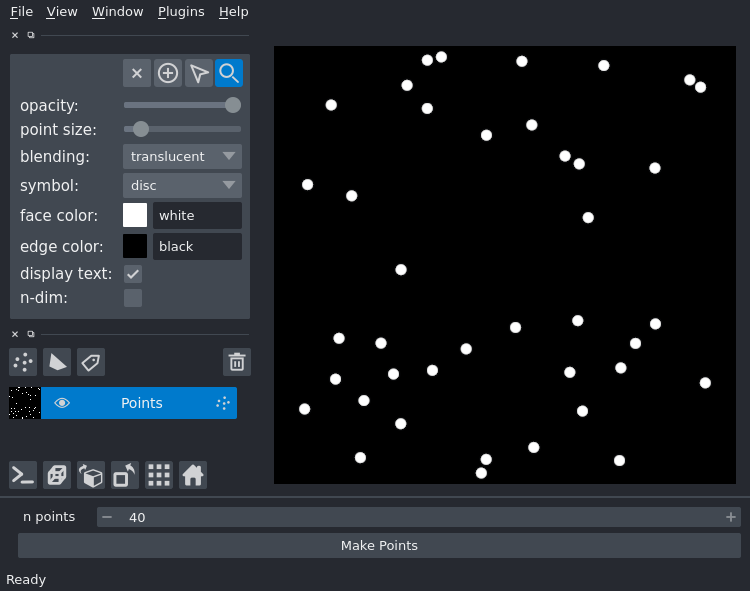 File View Window Plugins Help
opacity:
point size:
blending: translucent
symbol: disc
face color: white
edge color: black
display text:
n-dim:
Points
n points 40
Make Points
Ready